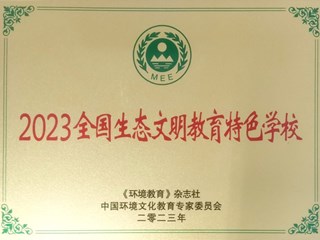 MEE
2023全国生态文明教育特色学校
《环境教育》杂志社
中国环境文化教育专家委员会
二零二三年